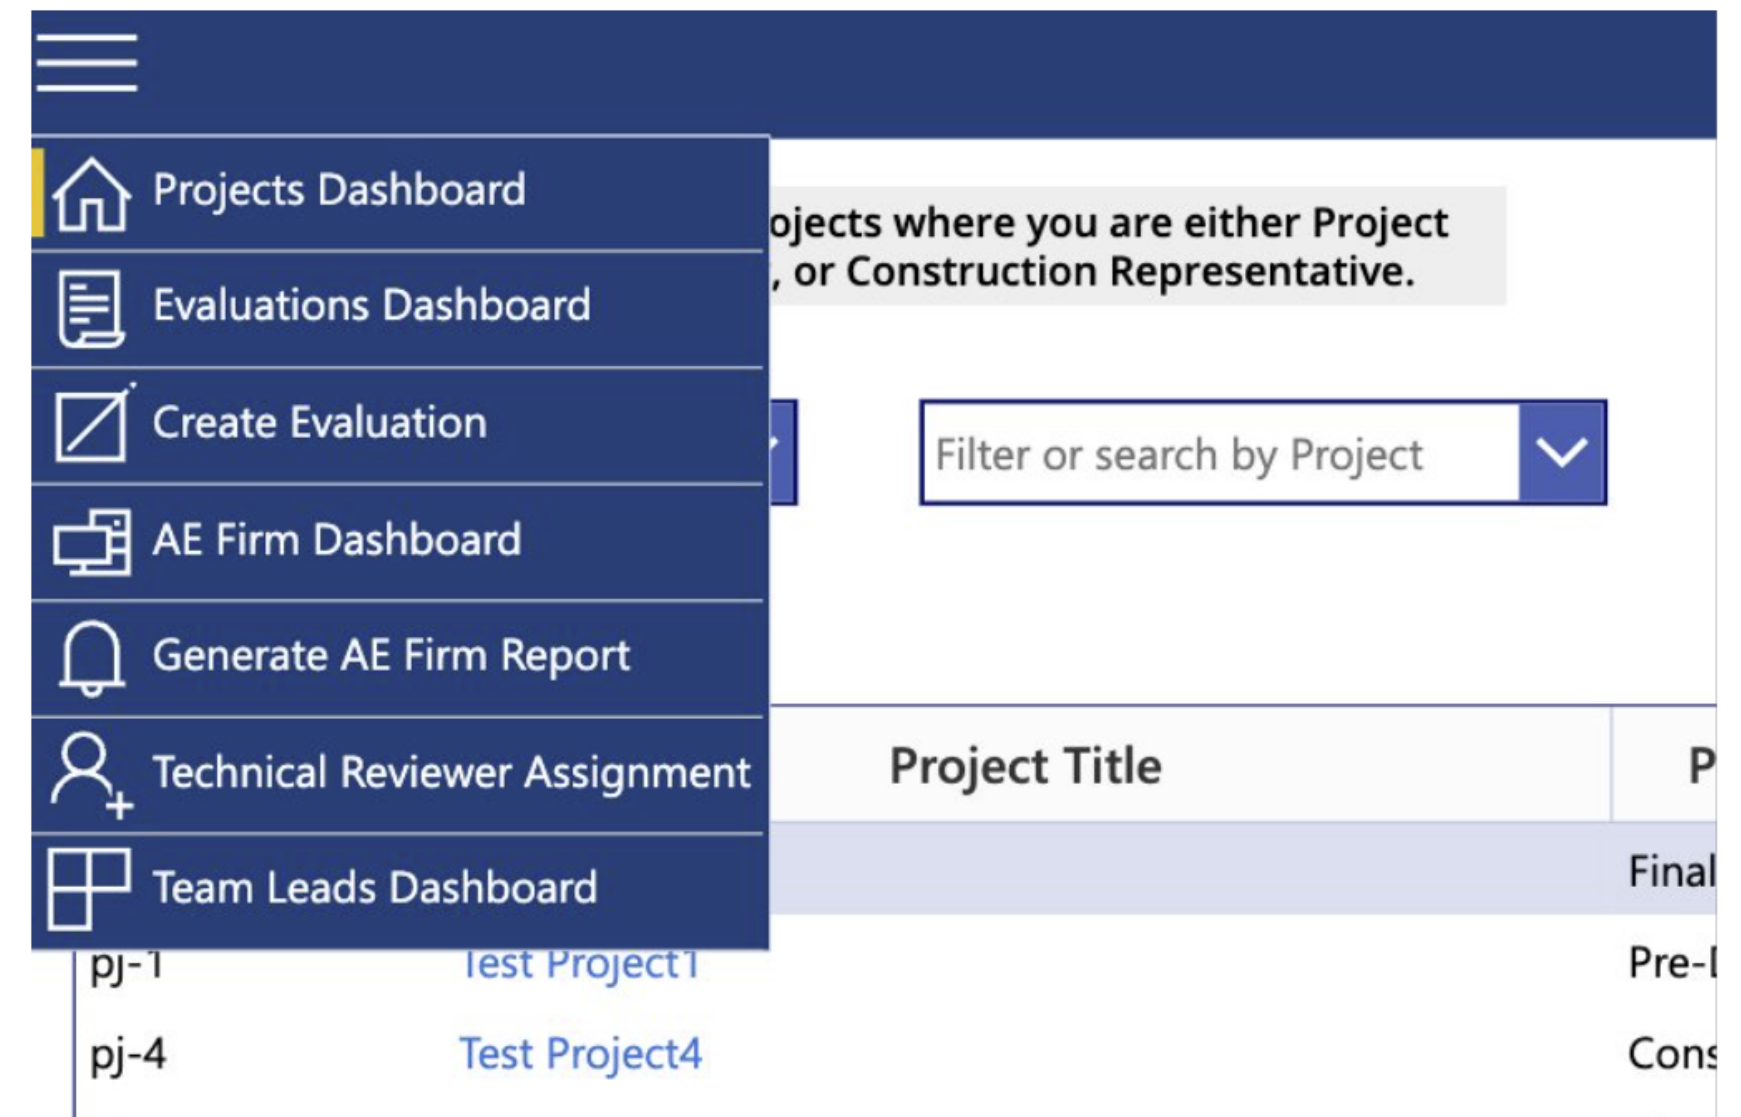 Projects Dashboard
ojects where you are either Project
Evaluations Dashboard
, or Construction Representative.
Create Evaluation
Filter or search by Project
AE Firm Dashboard
Generate AE Firm Report
Technical Reviewer Assignment
Project Title
P
Team Leads Dashboard
Final
pj-1
Test Project1
Pre-
pj-4
Test Project4
Cons